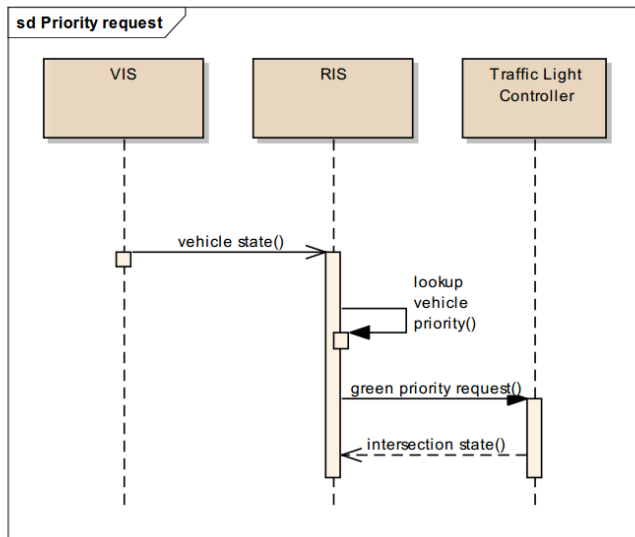 sd Priority request
VIS
RIS
Traffic Light
Controller
vehicle state()
lookup
vehicle
priority()
green priority request()
intersection state()